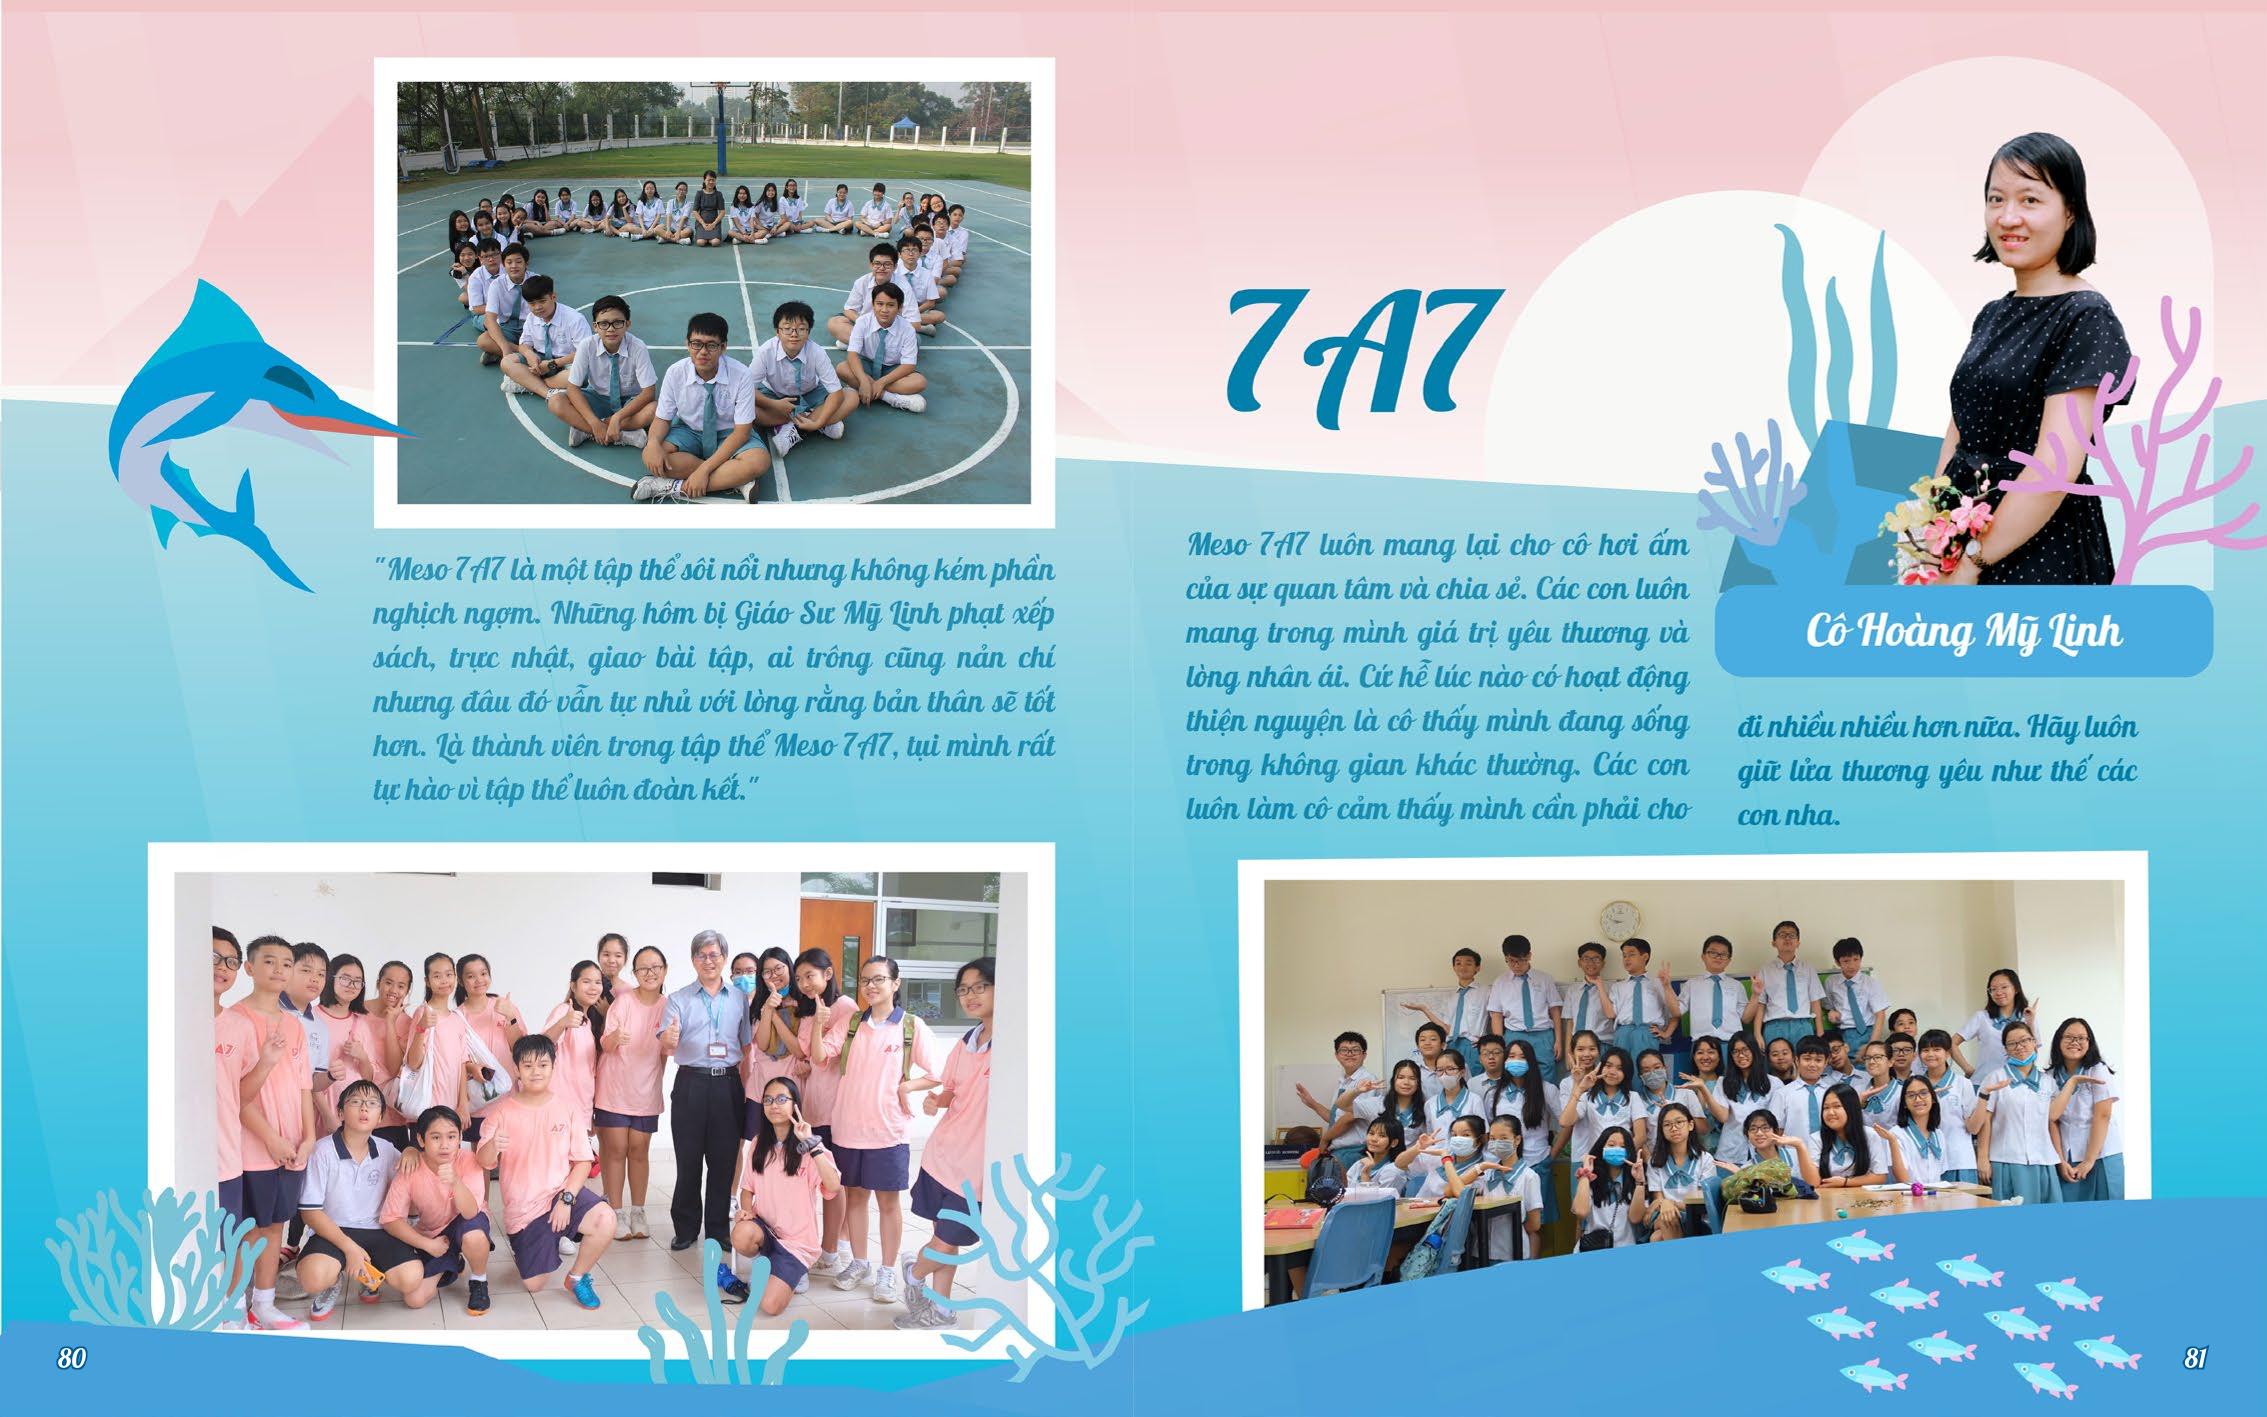 "Meso 7A7 là một tập thể sôi nổi nhưng không kém phần
nghịch ngợm. Những hôm bị Giáo Sư Mỹ Linh phạt xếp
sách, trực nhật, giao bài tập, ai trông cũng nản chí
nhưng đâu đó vẫn tự nhủ với lòng rằng bản thân sẽ tốt
hơn. Là thành viên trong tập thể Meso 7A7, tụi mình rất
tự hào vì tập thể luôn đoàn kết."
A7
A7
A7
A7
80
7A7
Meso 7A7 luôn mang lại cho cô hơi ấm
của sự quan tâm và chia sẻ. Các con luôn
mang trong mình giá trị yêu thương và
lòng nhân ái. Cứ hễ lúc nào có hoạt động
thiện nguyện là cô thấy mình đang sống
trong không gian khác thường. Các con
luôn làm cô cảm thấy mình cần phải cho
Cô Hoàng Mỹ Linh
đi nhiều nhiều hơn nữa. Hãy luôn
giữ lửa thương yêu như thế các
con nha.
81